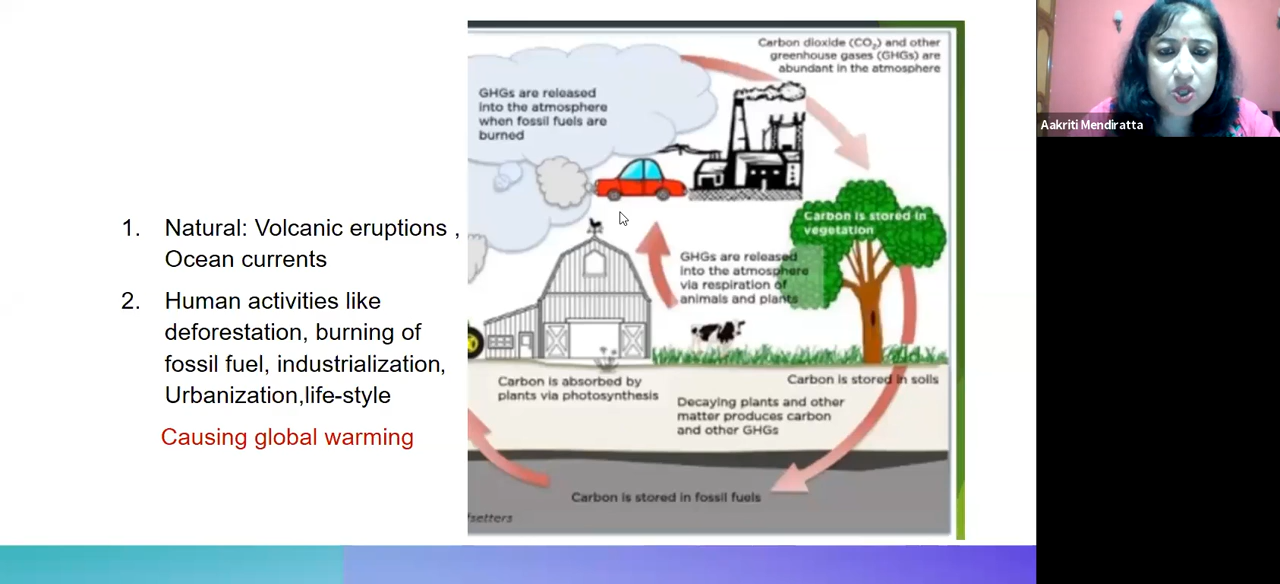 1. Natural: Volcanic eruptions ,
Ocean currents
2. Human activities like
deforestation, burning of
fossil fuel, industrialization,
Urbanization,life-style
Causing global warming
Carbon dioxide (CO₂) and other
greenhouse gases (GHGs) are
abundant in the atmosphere
GHGs are released
into the atmosphere
when fossil fuels are
burned
Carbon is stored in
vegetation
GHGs are released
into the atmosphere
via respiration of
animals and plants
Carbon is absorbed by
plants via photosynthesis
Carbon is stored in soils
Decaying plants and other
matter produces carbon
and other GHGs
Carbon is stored in fossil fuels
setters
Aakriti Mendiratta